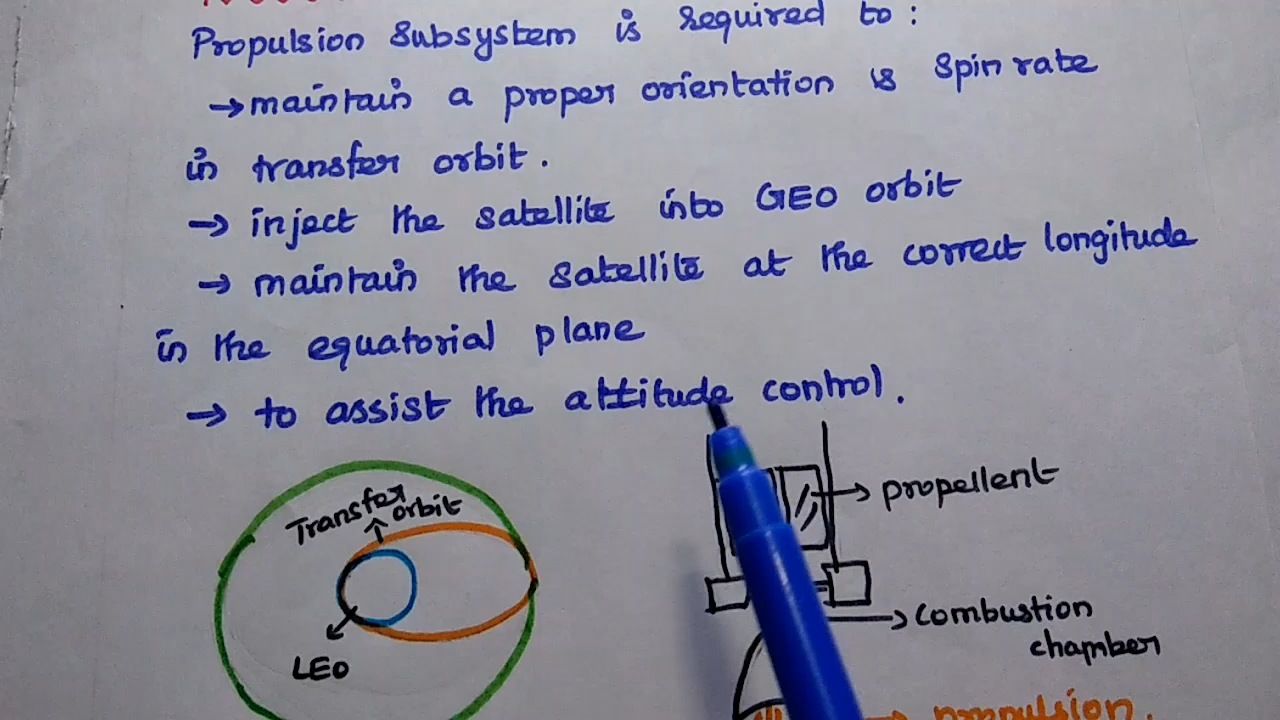 Propulsion Subsystem is required to :
→ maintain a proper orientation is spin rate
in transfer orbit .
→ inject the satellite into GEO orbit
→ maintain the satellite at the correct longitude
in the equatorial plane
→ to assist the attitude control .
Transfer
orbit
LEO
propellent
combustion
chamber
propulsion.